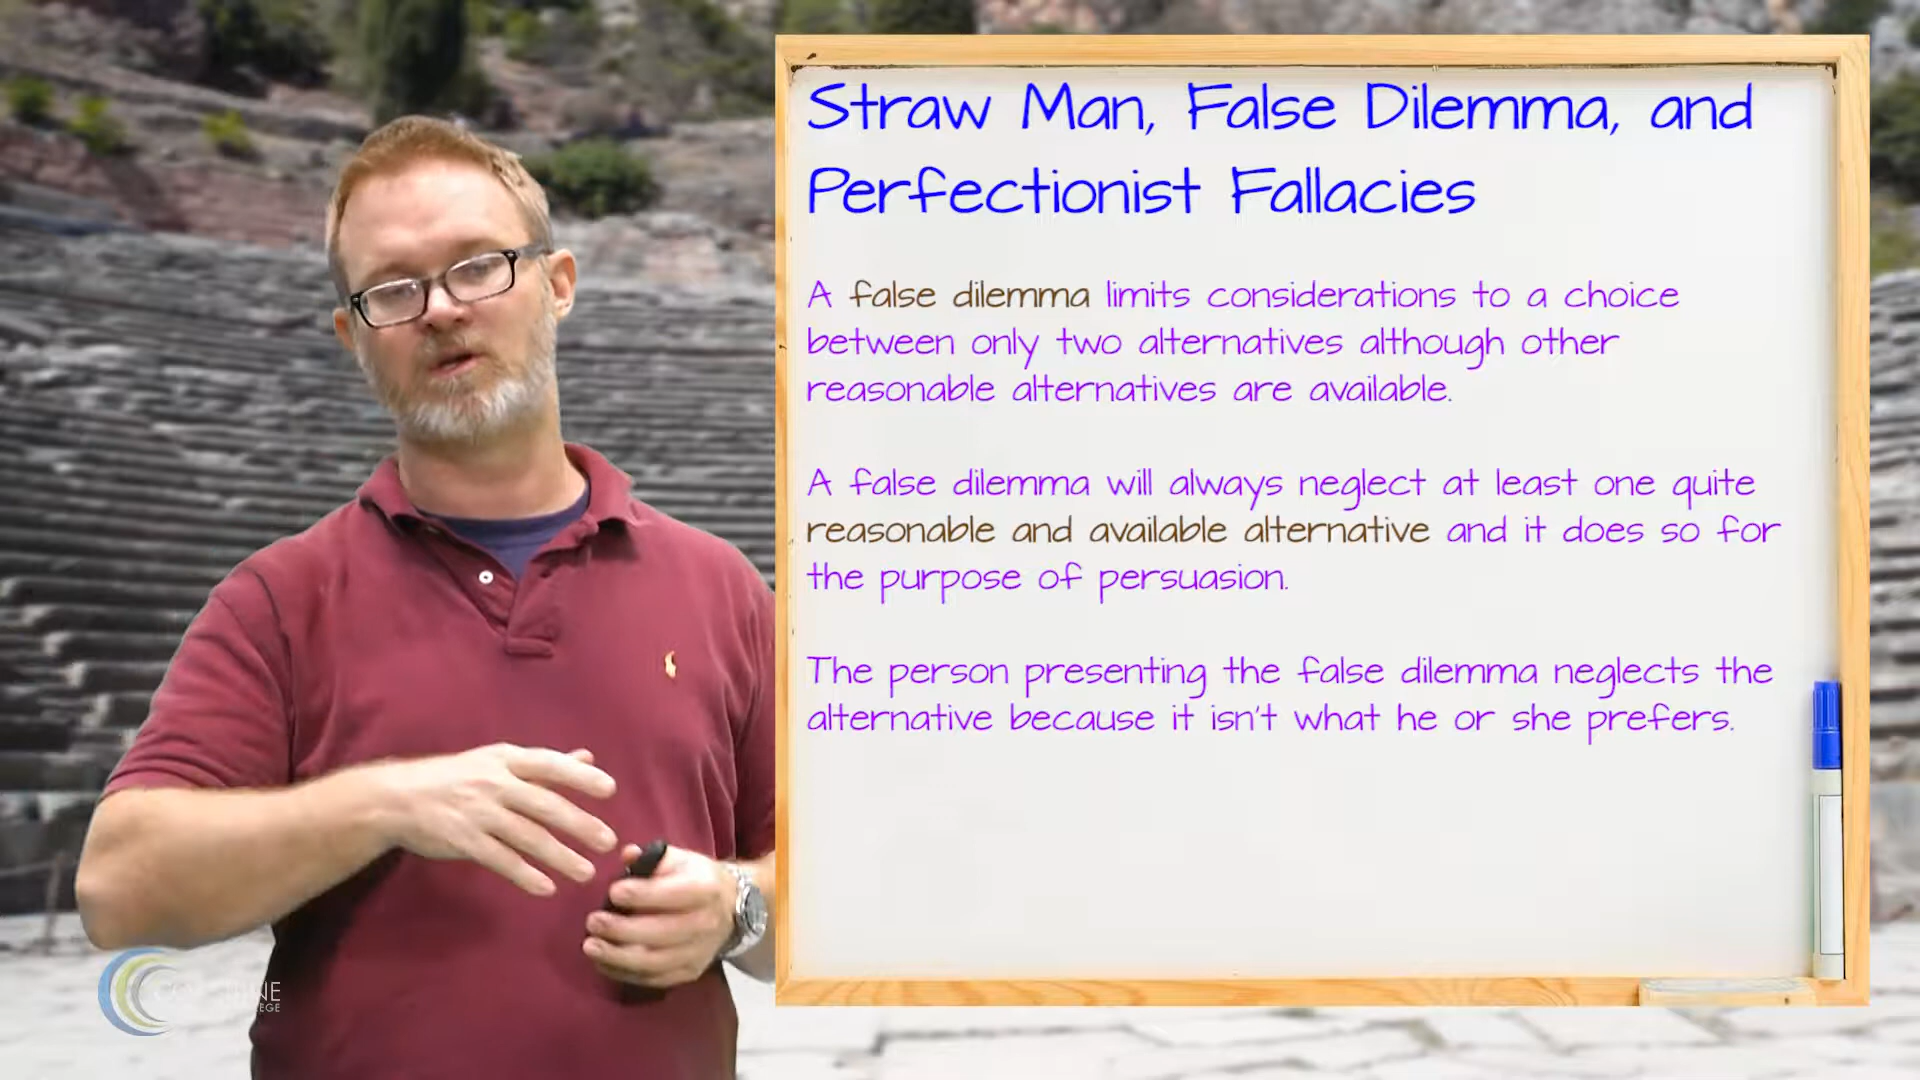 Straw Man, False Dilemma, and
Perfectionist Fallacies
A false dilemma limits considerations to a choice
between only two alternatives although other
reasonable alternatives are available.
A false dilemma will always neglect at least one quite
reasonable and available alternative and it does so for
the purpose of persuasion.
The person presenting the false dilemma neglects the
alternative because it isn't what he or she prefers.